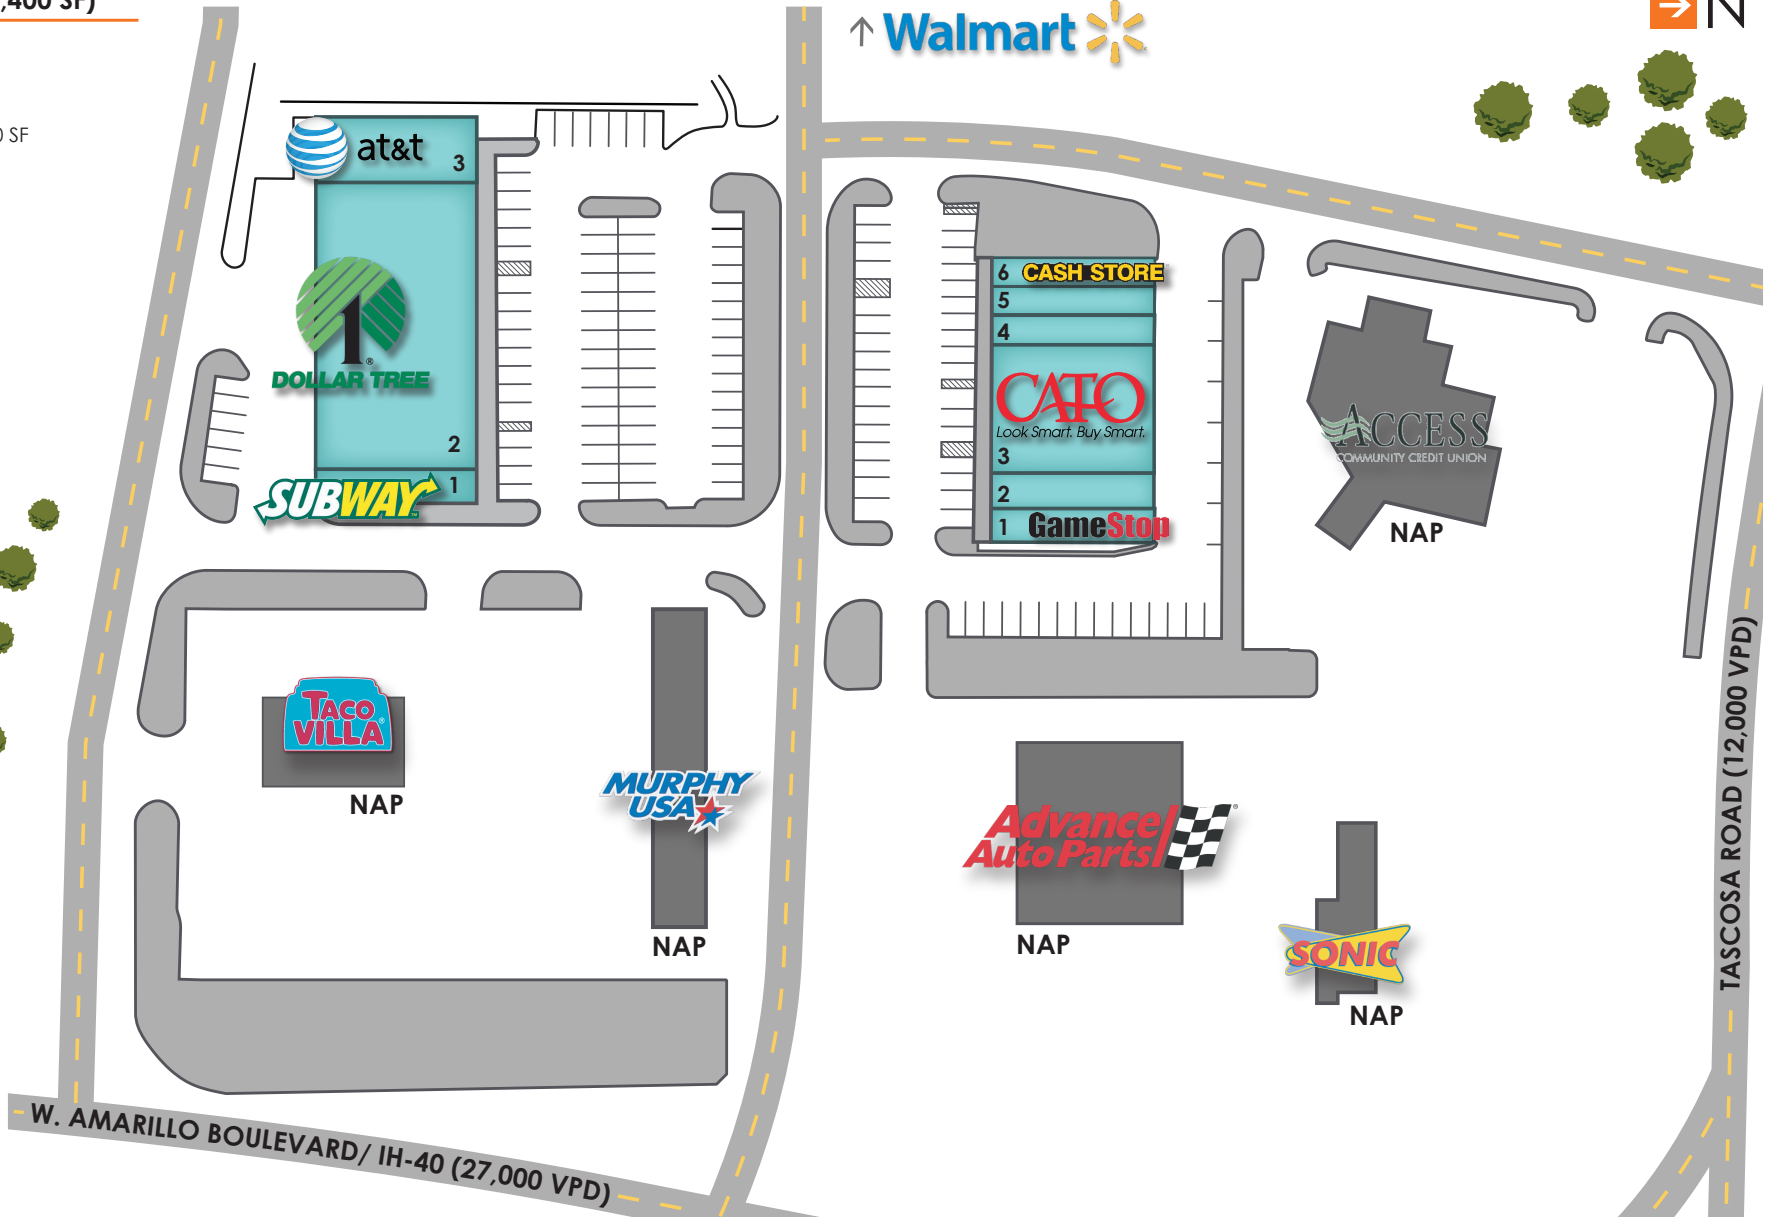 ,400 SF)
↑ Walmart
N
0 SF
at&t
3
DOLLAR TREE
2
SUBWAY
1
6 CASH STORE
5
4
CATO
Look Smart. Buy Smart.
3
2
1 GameStop
ACCESS
COMMUNITY CREDIT UNION
NAP
TACO
VILLA
NAP
MURPHY
USA
NAP
Advance
Auto Parts
NAP
SONIC
NAP
TASCOSA ROAD (12,000 VPD)
W. AMARILLO BOULEVARD/ IH-40 (27,000 VPD)